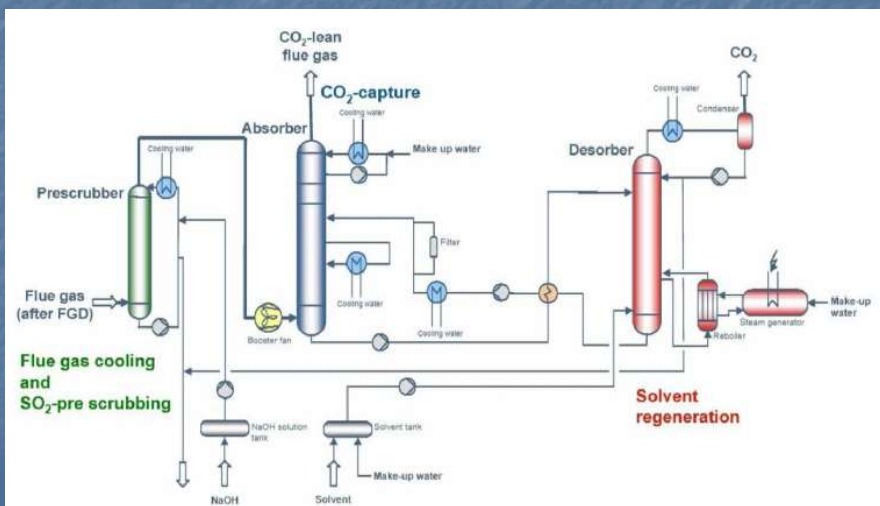 CO2-lean
flue gas
CO2
CO2-capture
Cooling water
Cooling water
Condenser
Absorber
Make up water
Desorber
Cooling water
Prescrubber
Filter
Flue gas
(after FGD)
Cooling water
Booster fan
Cooling water
Reboiler
Steam generator
Make-up
water
Flue gas cooling
and
SO2-pre scrubbing
Solvent
regeneration
NaOH solution
tank
Solvent tank
Make-up water
NaOH
Solvent